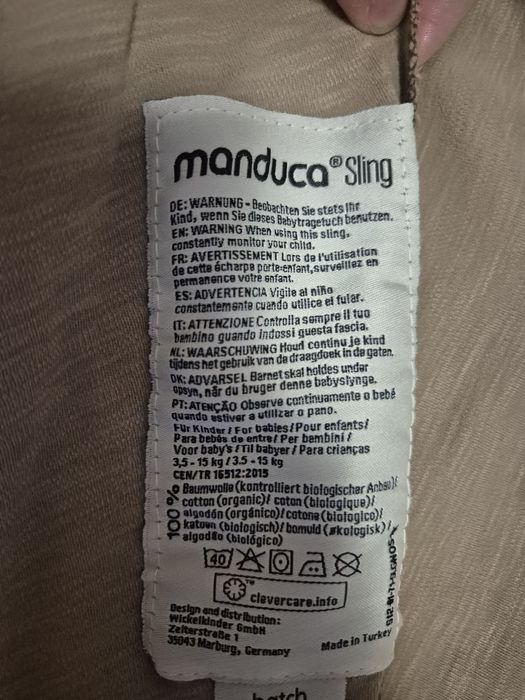 manduca® Sling
DE: WARNUNG - Beobachten Sie stets Ihr
Kind, wenn Sie dieses Babytragetuch benutzen.
EN: WARNING When using this sling,
constantly monitor your child.
FR: AVERTISSEMENT Lors de l'utilisation
de cette écharpe porte-enfant, surveillez en
permanence votre enfant.
ES: ADVERTENCIA Vigile al niño
constantemente cuando utilice el fular.
IT: ATTENZIONE Controlla sempre il tuo
bambino quando indossi questa fascia.
NL: WAARSCHUWING Houd continu je kind
tijdens het gebruik van de draagdoek in de gaten.
DK: ADVARSEL Barnet skal holdes under
opsyn, når du bruger denne babyslynge.
PT: ATENÇÃO Observe continuamente o bebé
quando estiver a utilizar o pano.
Für Kinder / For babies / Pour enfants/
Para bebés de entre / Per bambini /
Voor baby's / Til babyer / Para crianças
3,5 - 15 kg / 3.5 - 15 kg
CEN/TR 16512:2015
100 %
Baumwolle (kontrolliert biologischer Anbau)/
cotton (organic)/ coton (biologique)/
algodón (orgánico)/ cotone (biologico)/
katoen (biologisch)/ bomuld (økologisk)/
algodão (biológico)
40
clevercare.info
TM
Design and distribution:
Wickelkinder GmbH
Zeiterstraße 1
35043 Marburg, Germany
Made in Turkey
batch